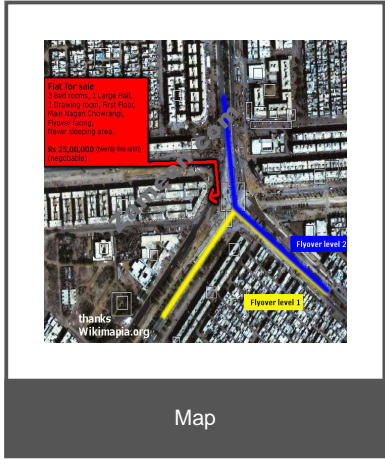 Flat for sale
Bed rooms, 1 Large Hall,
1 Drawing room, First Floor,
Main Nagan Chowrangi,
Flyover facing,
Never sleeping area.
Rs 25,00,000 (twenty five lash)
(negotiable)
Flyover level 2
Flyover level 1
thanks
Wikimapia.org
Map